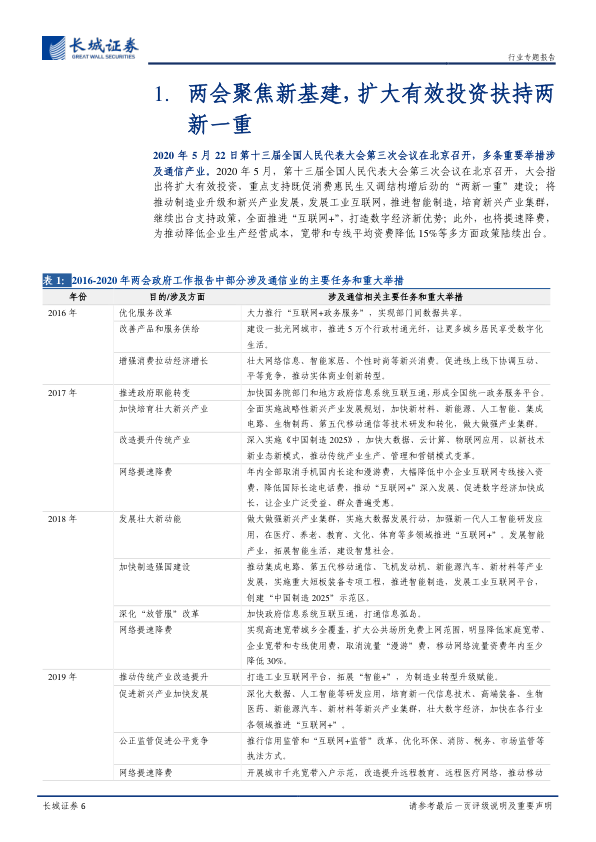 长城证券
GREAT WALL SECURITIES
行业专题报告
1. 两会聚焦新基建，扩大有效投资扶持两
新一重
2020 年 5 月 22 日第十三届全国人民代表大会第三次会议在北京召开，多条重要举措涉
及通信产业。2020 年 5 月，第十三届全国人民代表大会第三次会议在北京召开，大会指
出将扩大有效投资，重点支持既促消费惠民生又调结构增后劲的“两新一重”建设；将
推动制造业升级和新兴产业发展，发展工业互联网，推进智能制造，培育新兴产业集群，
继续出台支持政策，全面推进“互联网+”，打造数字经济新优势；此外，也将提速降费，
为推动降低企业生产经营成本，宽带和专线平均资费降低 15%等多方面政策陆续出台。
表 1： 2016-2020 年两会政府工作报告中部分涉及通信业的主要任务和重大举措
年份 目的/涉及方面 涉及通信相关主要任务和重大举措
2016 年 优化服务改革 大力推行“互联网+政务服务”，实现部门间数据共享。
改善产品和服务供给 建设一批光网城市，推进 5 万个行政村通光纤，让更多城乡居民享受数字化
生活。
增强消费拉动经济增长 壮大网络信息、智能家居、个性时尚等新兴消费。促进线上线下协调互动、
平等竞争，推动实体商业创新转型。
2017 年 推进政府职能转变 加快国务院部门和地方政府信息系统互联互通，形成全国统一政务服务平台。
加快培育壮大新兴产业 全面实施战略性新兴产业发展规划，加快新材料、新能源、人工智能、集成
电路、生物制药、第五代移动通信等技术研发和转化，做大做强产业集群。
改造提升传统产业 深入实施《中国制造 2025》，加快大数据、云计算、物联网应用，以新技术
新业态新模式，推动传统产业生产、管理和营销模式变革。
网络提速降费 年内全部取消手机国内长途和漫游费，大幅降低中小企业互联网专线接入资
费，降低国际长途电话费，推动“互联网+”深入发展、促进数字经济加快成
长，让企业广泛受益、群众普遍受惠。
2018 年 发展壮大新动能 做大做强新兴产业集群，实施大数据发展行动，加强新一代人工智能研发应
用，在医疗、养老、教育、文化、体育等多领域推进“互联网+”。发展智能
产业，拓展智能生活，建设智慧社会。
加快制造强国建设 推动集成电路、第五代移动通信、飞机发动机、新能源汽车、新材料等产业
发展，实施重大短板装备专项工程，推进智能制造，发展工业互联网平台，
创建“中国制造 2025”示范区。
深化“放管服”改革 加快政府信息系统互联互通，打通信息孤岛。
网络提速降费 实现高速宽带城乡全覆盖，扩大公共场所免费上网范围，明显降低家庭宽带、
企业宽带和专线使用费，取消流量“漫游”费，移动网络流量资费年内至少
降低 30%。
2019 年 推动传统产业改造提升 打造工业互联网平台，拓展“智能+”，为制造业转型升级赋能。
促进新兴产业加快发展 深化大数据、人工智能等研发应用，培育新一代信息技术、高端装备、生物
医药、新能源汽车、新材料等新兴产业集群，壮大数字经济，加快在各行业
各领域推进“互联网+”。
公正监管促进公平竞争 推行信用监管和“互联网+监管”改革，优化环保、消防、税务、市场监管等
执法方式。
网络提速降费 开展城市千兆宽带入户示范，改造提升远程教育、远程医疗网络，推动移动
长城证券 6
请参考最后一页评级说明及重要声明